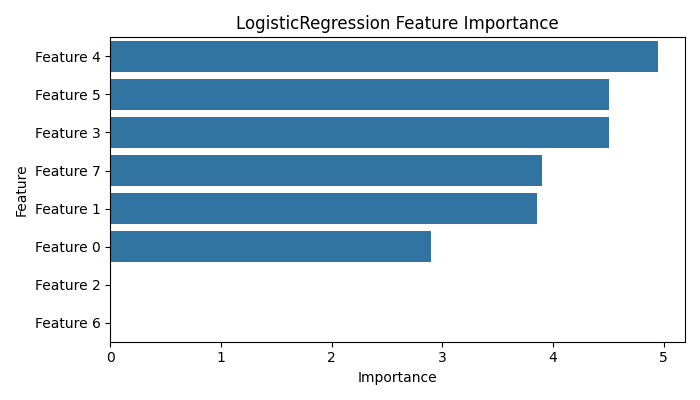 LogisticRegression Feature Importance
Feature 4
Feature 5
Feature 3
Feature 7
Feature 1
Feature 0
Feature 2
Feature 6
Feature
0 1 2 3 4 5
Importance